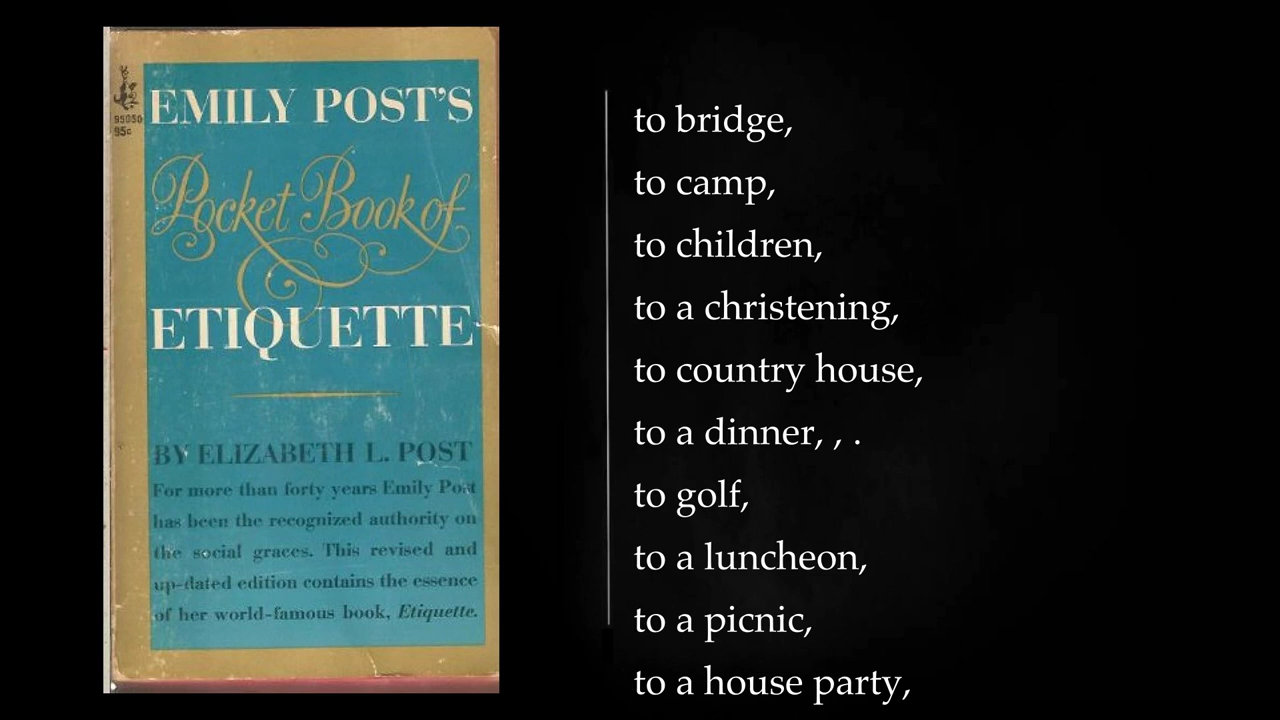 95050
95c
EMILY POST'S
Pocket Book of
ETIQUETTE
BY ELIZABETH L. POST
For more than forty years Emily Post
has been the recognized authority on
the social graces. This revised and
up-dated edition contains the essence
of her world-famous book, Etiquette.
to bridge,
to camp,
to children,
to a christening,
to country house,
to a dinner, , .
to golf,
to a luncheon,
to a picnic,
to a house party,